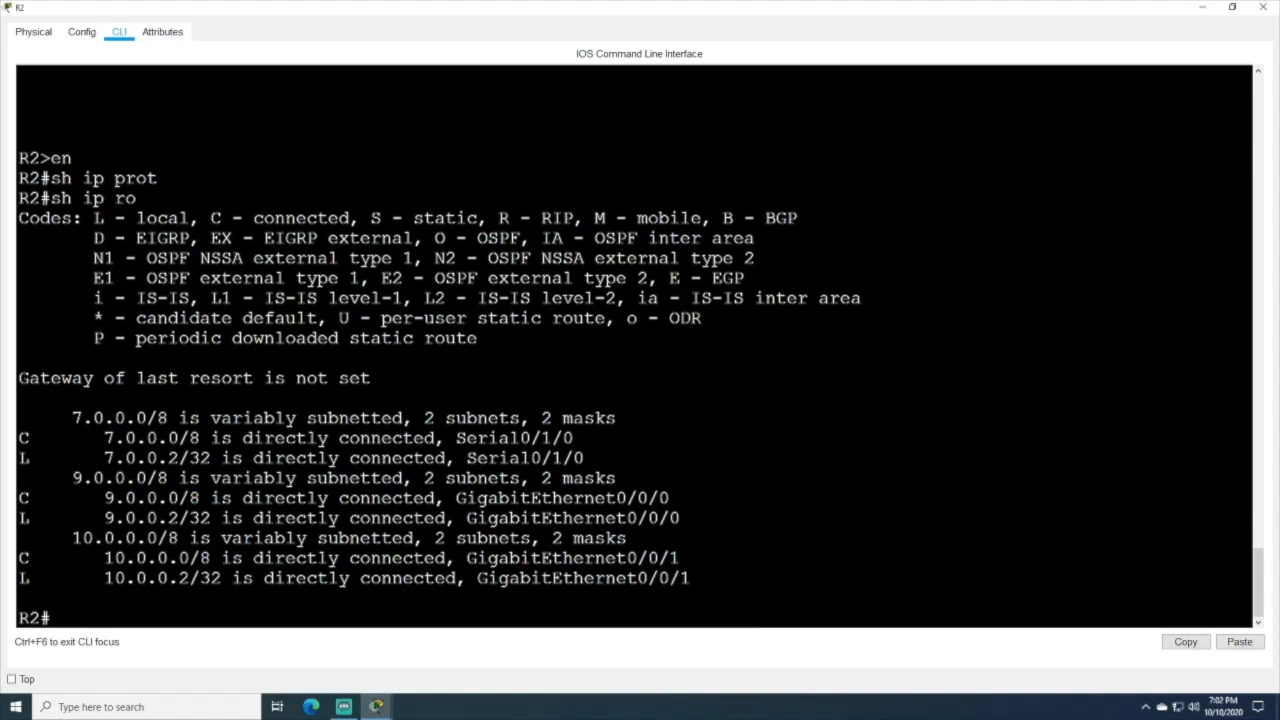 R2
Physical Config CLI Attributes
IOS Command Line Interface
R2>en
R2#sh ip prot
R2#sh ip ro
Codes: L - local, C - connected, S - static, R - RIP, M - mobile, B - BGP
D - EIGRP, EX - EIGRP external, O - OSPF, IA - OSPF inter area
N1 - OSPF NSSA external type 1, N2 - OSPF NSSA external type 2
E1 - OSPF external type 1, E2 - OSPF external type 2, E - EGP
i - IS-IS, L1 - IS-IS level-1, L2 - IS-IS level-2, ia - IS-IS inter area
* - candidate default, U - per-user static route, o - ODR
P - periodic downloaded static route
Gateway of last resort is not set
7.0.0.0/8 is variably subnetted, 2 subnets, 2 masks
C 7.0.0.0/8 is directly connected, Serial0/1/0
L 7.0.0.2/32 is directly connected, Serial0/1/0
9.0.0.0/8 is variably subnetted, 2 subnets, 2 masks
C 9.0.0.0/8 is directly connected, GigabitEthernet0/0/0
L 9.0.0.2/32 is directly connected, GigabitEthernet0/0/0
10.0.0.0/8 is variably subnetted, 2 subnets, 2 masks
C 10.0.0.0/8 is directly connected, GigabitEthernet0/0/1
L 10.0.0.2/32 is directly connected, GigabitEthernet0/0/1
R2#
Ctrl+F6 to exit CLI focus
Copy Paste
Top
Type here to search
7:02 PM
10/10/2020